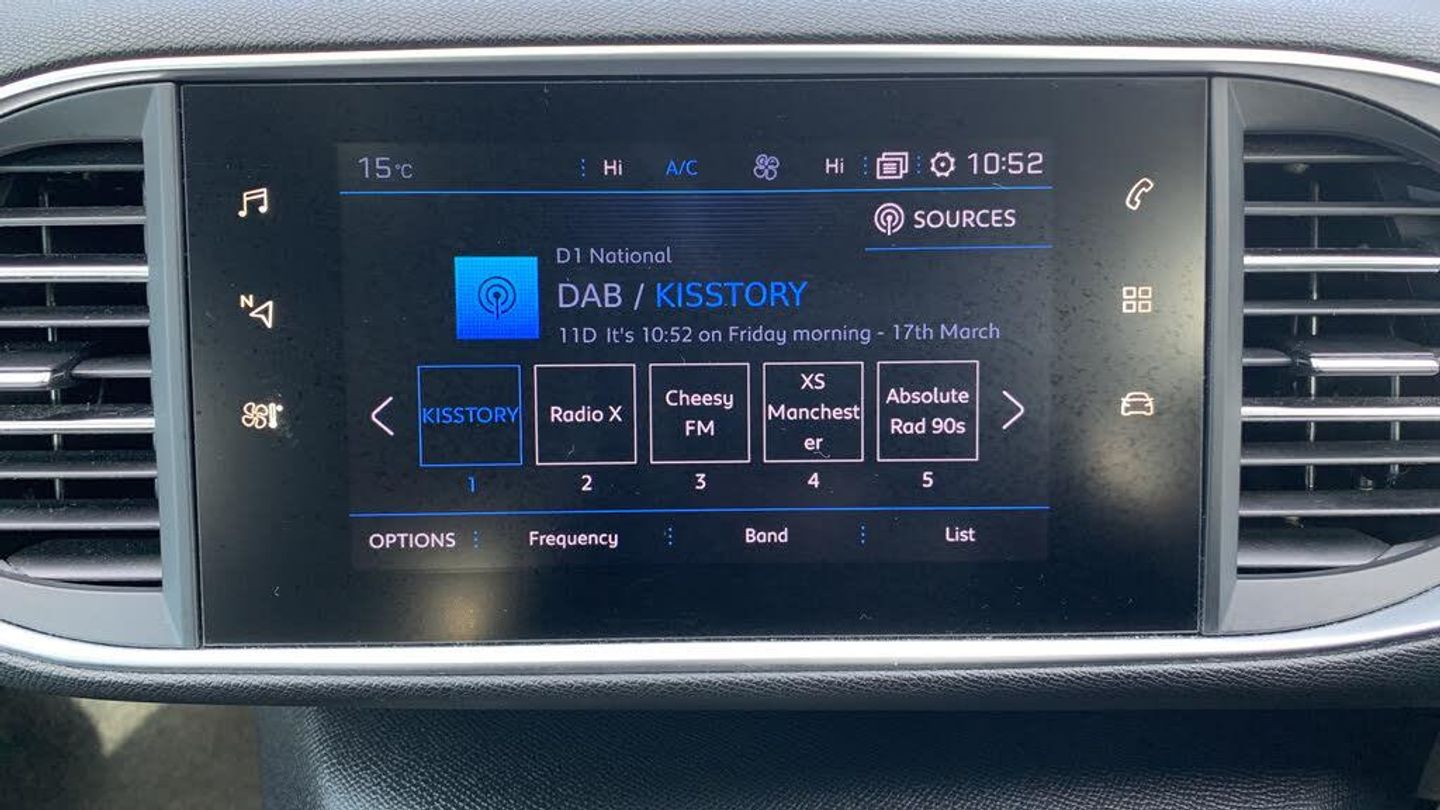 15°C Hi A/C Hi 10:52
SOURCES
D1 National
DAB / KISSTORY
11D It's 10:52 on Friday morning - 17th March
KISSTORY
Radio X
Cheesy
FM
XS
Manchest
er
Absolute
Rad 90s
1 2 3 4 5
OPTIONS Frequency Band List
N